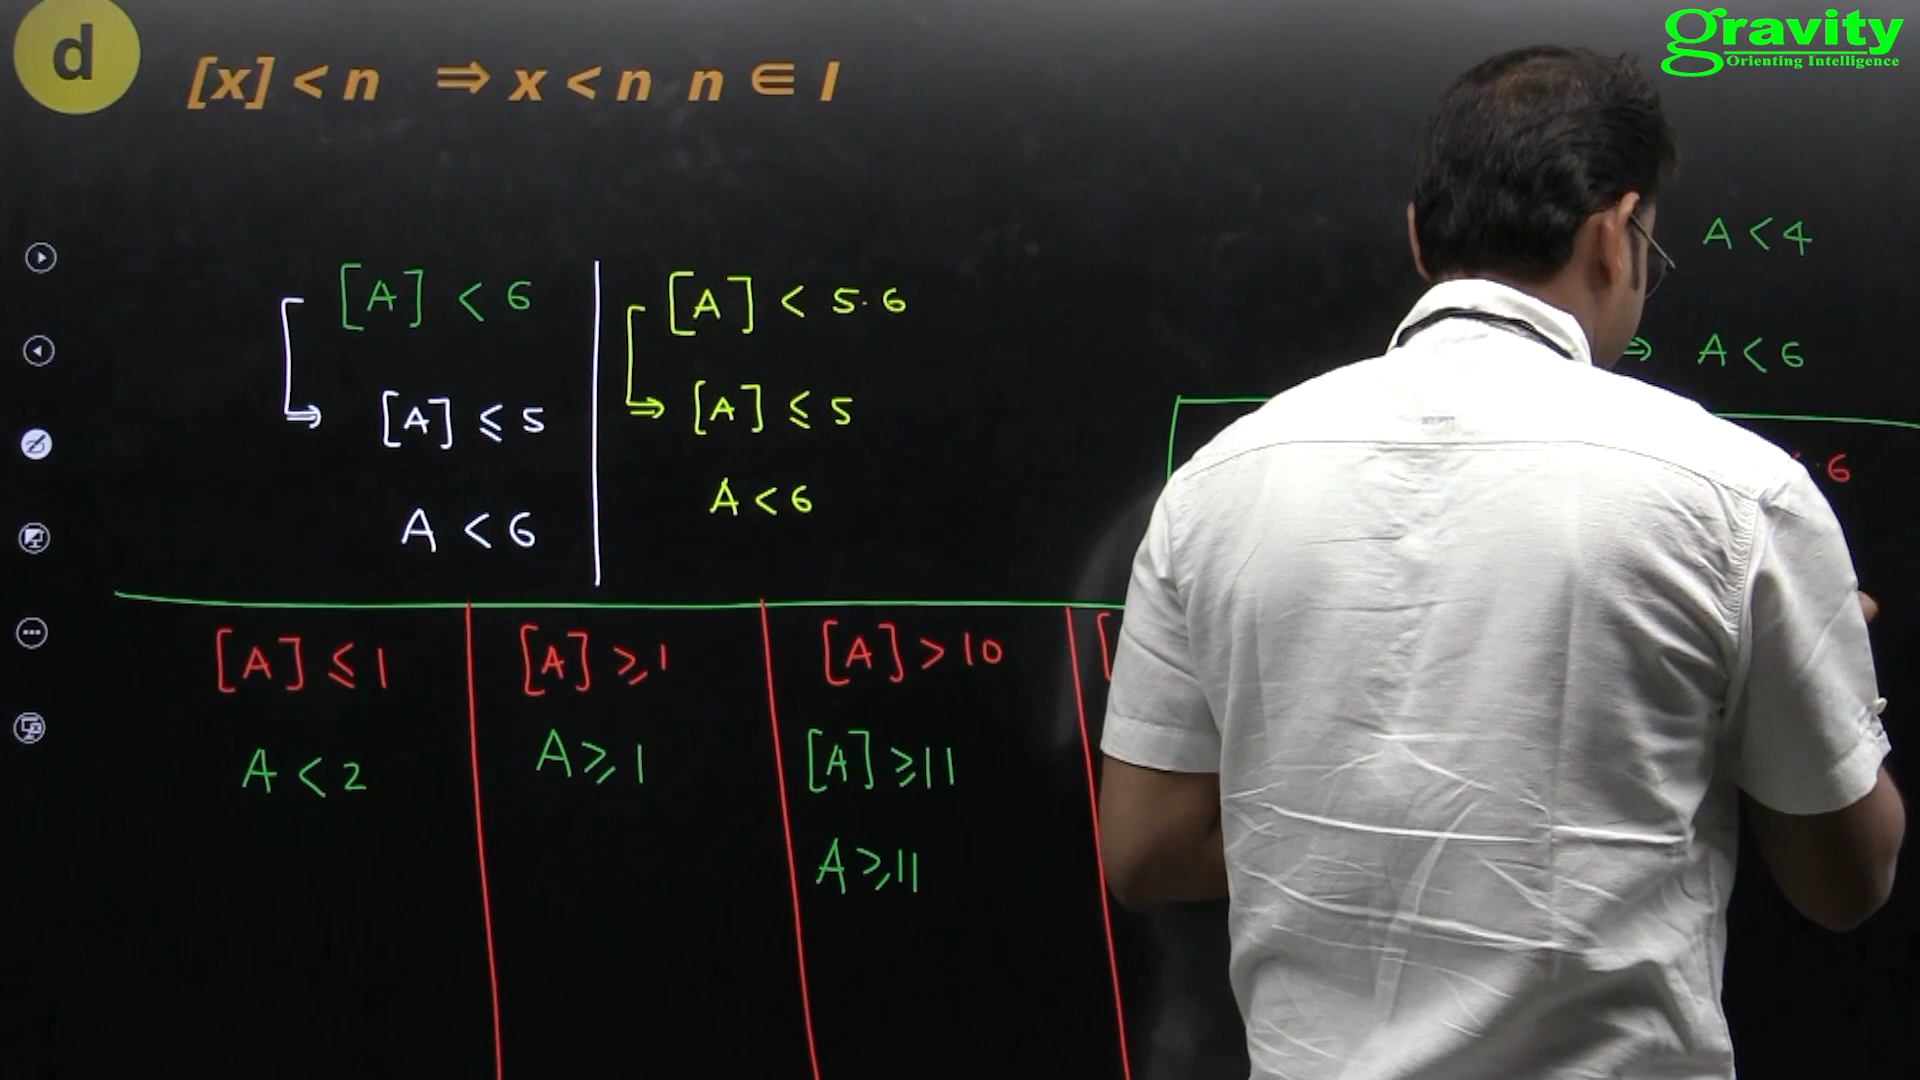 gravity
Orienting Intelligence
d
[x] < n ⇒ x < n n ∈ I
[A] < 6
⇒ [A] ≤ 5
A < 6
[A] < 5.6
⇒ [A] ≤ 5
A < 6
A < 4
⇒ A < 6
.6
[A] ≤ 1
A < 2
[A] ≥ 1
A ≥ 1
[A] > 10
[A] ≥ 11
A ≥ 11
[